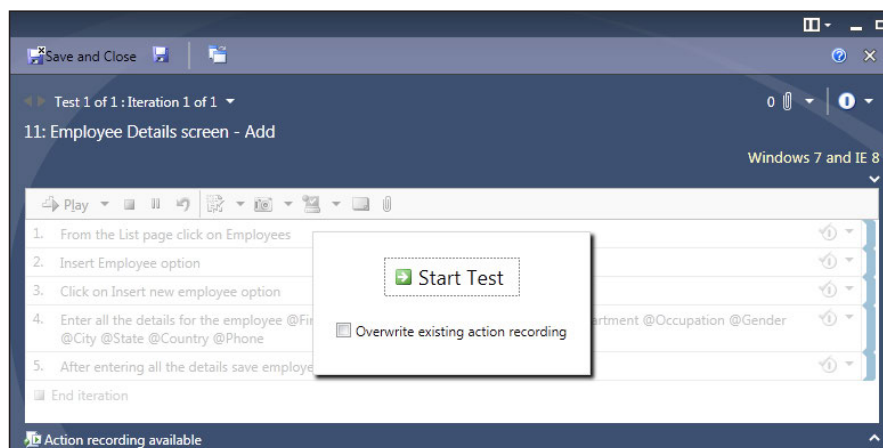 Save and Close
Test 1 of 1 : Iteration 1 of 1
0
11: Employee Details screen - Add
Windows 7 and IE 8
Play
1. From the List page click on Employees
2. Insert Employee option
3. Click on Insert new employee option
4. Enter all the details for the employee @Fir artment @Occupation @Gender
@City @State @Country @Phone
5. After entering all the details save employe
End iteration
Start Test
Overwrite existing action recording
Action recording available